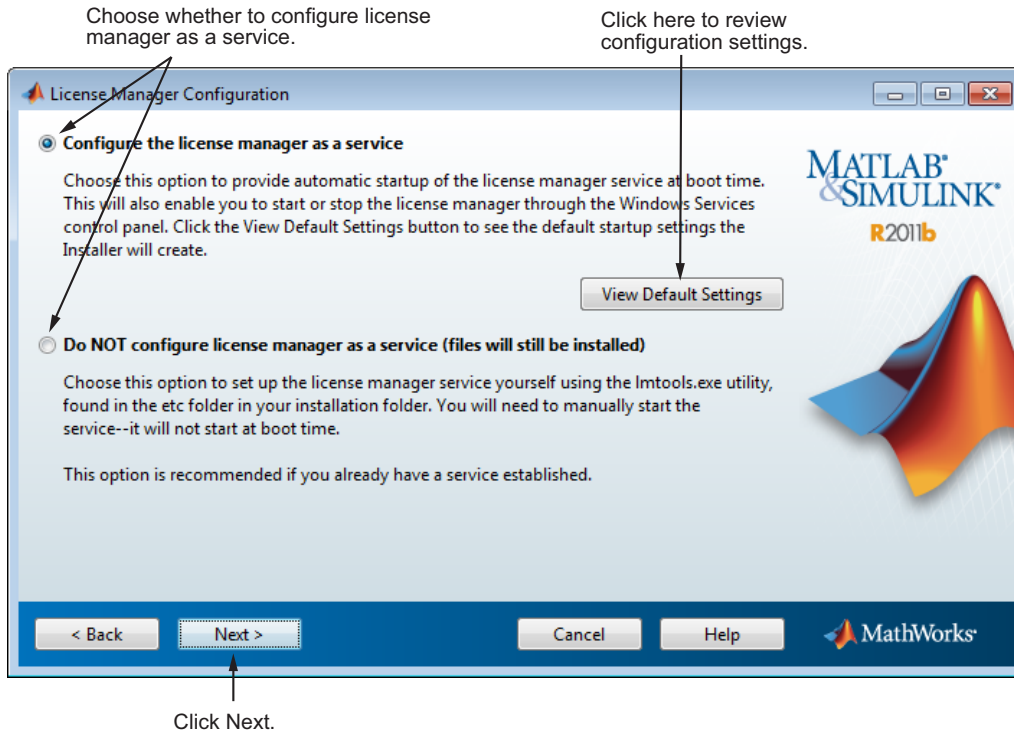 Choose whether to configure license
manager as a service.
Click here to review
configuration settings.
License Manager Configuration
Configure the license manager as a service
Choose this option to provide automatic startup of the license manager service at boot time.
This will also enable you to start or stop the license manager through the Windows Services
control panel. Click the View Default Settings button to see the default startup settings the
Installer will create.
View Default Settings
Do NOT configure license manager as a service (files will still be installed)
Choose this option to set up the license manager service yourself using the lmtools.exe utility,
found in the etc folder in your installation folder. You will need to manually start the
service--it will not start at boot time.
This option is recommended if you already have a service established.
MATLAB®
&SIMULINK®
R2011b
< Back
Next >
Cancel
Help
MathWorks®
Click Next.